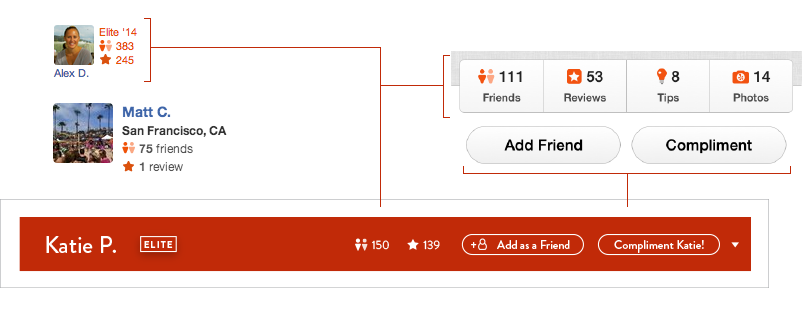 Elite '14
383
245
Alex D.
Matt C.
San Francisco, CA
75 friends
1 review
111 53 8 14
Friends Reviews Tips Photos
Add Friend Compliment
Katie P. ELITE 150 139 + Add as a Friend Compliment Katie!